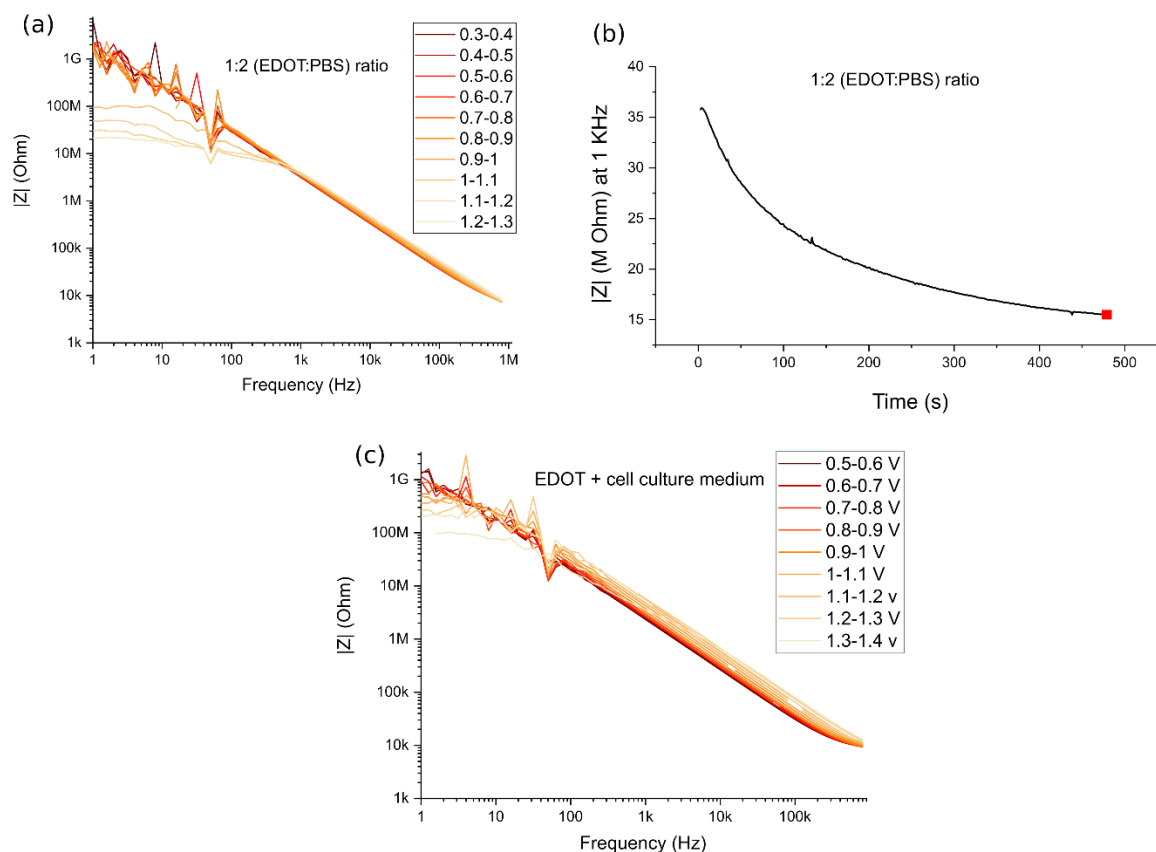 (a)
1:2 (EDOT:PBS) ratio
0.3-0.4
0.4-0.5
0.5-0.6
0.6-0.7
0.7-0.8
0.8-0.9
0.9-1
1-1.1
1.1-1.2
1.2-1.3
|Z| (Ohm)
1G
100M
10M
1M
100k
10k
1k
1 10 100 1k 10k 100k 1M
Frequency (Hz)
(b)
1:2 (EDOT:PBS) ratio
|Z| (M Ohm) at 1 KHz
40
35
30
25
20
15
0 100 200 300 400 500
Time (s)
(c)
EDOT + cell culture medium
0.5-0.6 V
0.6-0.7 V
0.7-0.8 V
0.8-0.9 V
0.9-1 V
1-1.1 V
1.1-1.2 v
1.2-1.3 V
1.3-1.4 v
|Z| (Ohm)
1G
100M
10M
1M
100k
10k
1k
1 10 100 1k 10k 100k
Frequency (Hz)